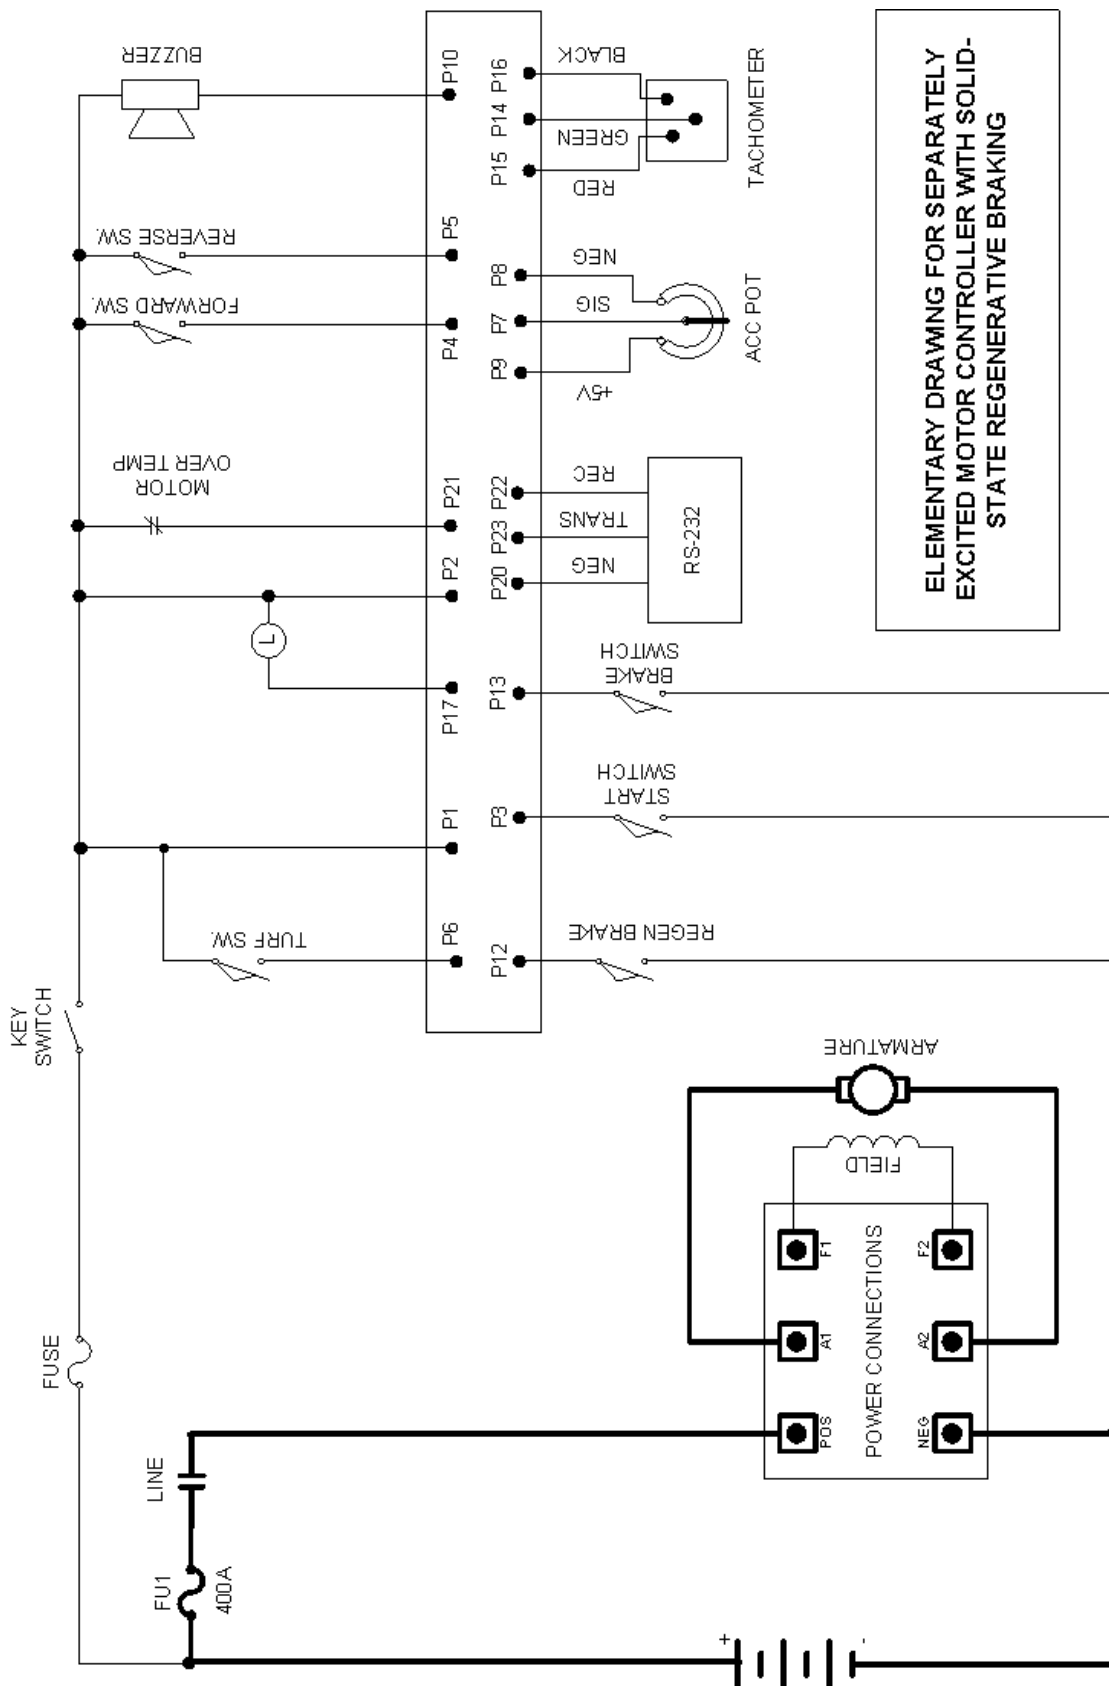 BUZZER
P10
P16
BLACK
P14
GREEN
P15
RED
TACHOMETER
REVERSE SW.
P5
FORWARD SW.
P4
P8
NEG
P7
SIG
P9
+5V
ACC POT
MOTOR
OVER TEMP
P21
P2
L
P17
P22
REC
P23
TRANS
P20
NEG
RS-232
P13
BRAKE
SWITCH
P1
P3
START
SWITCH
TURF SW.
P6
P12
REGEN BRAKE
KEY
SWITCH
FUSE
LINE
FU1
400A
+
-
ARMATURE
FIELD
F1
F2
A1
A2
POS
NEG
POWER CONNECTIONS
ELEMENTARY DRAWING FOR SEPARATELY
EXCITED MOTOR CONTROLLER WITH SOLID-
STATE REGENERATIVE BRAKING